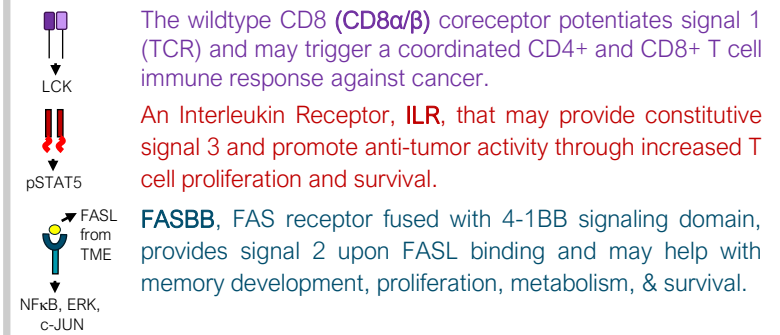 The wildtype CD8 (CD8α/β) coreceptor potentiates signal 1
(TCR) and may trigger a coordinated CD4+ and CD8+ T cell
immune response against cancer.
LCK
An Interleukin Receptor, ILR, that may provide constitutive
signal 3 and promote anti-tumor activity through increased T
cell proliferation and survival.
pSTAT5
FASL
from
TME
FASBB, FAS receptor fused with 4-1BB signaling domain,
provides signal 2 upon FASL binding and may help with
memory development, proliferation, metabolism, & survival.
NFκB, ERK,
c-JUN